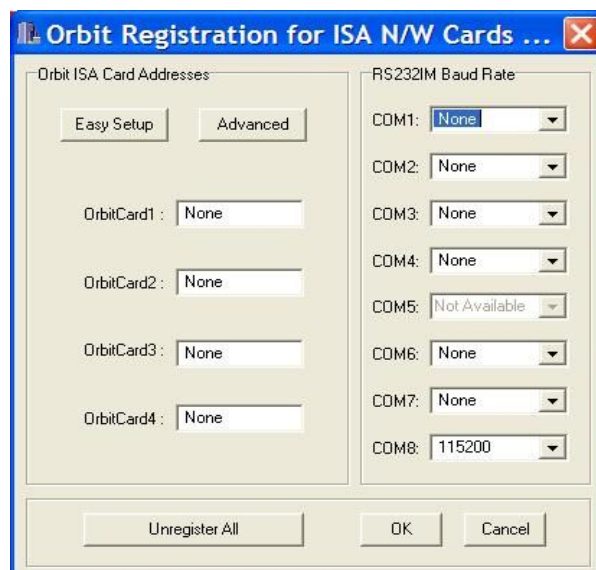 Orbit Registration for ISA N/W Cards ...
Orbit ISA Card Addresses
Easy Setup
Advanced
OrbitCard1 : None
OrbitCard2 : None
OrbitCard3 : None
OrbitCard4 : None
RS232IM Baud Rate
COM1: None
COM2: None
COM3: None
COM4: None
COM5: Not Available
COM6: None
COM7: None
COM8: 115200
Unregister All
OK
Cancel